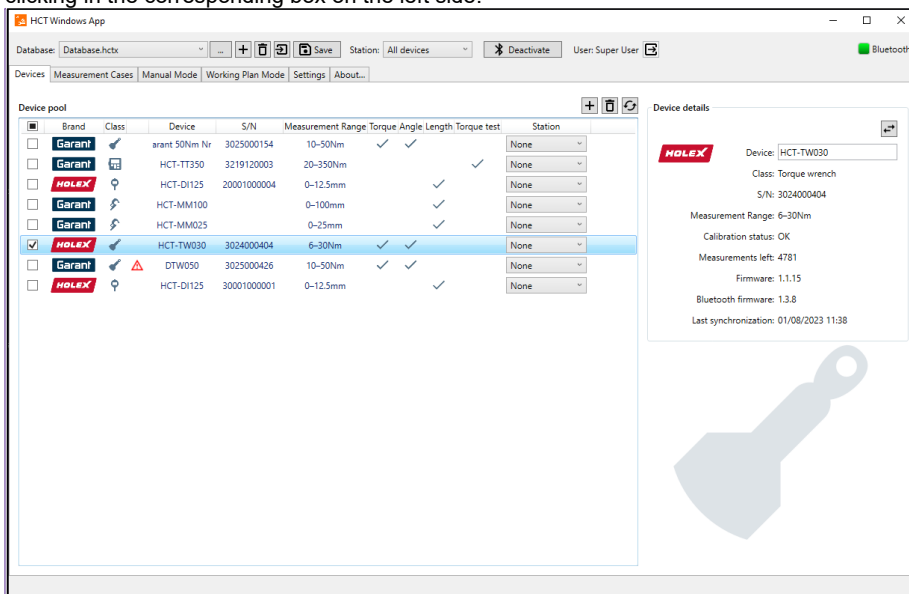 clicking in the corresponding box on the left side.
HCT Windows App
Database: Database.hctx ... Save Station: All devices Deactivate User: Super User Bluetooth
Devices Measurement Cases Manual Mode Working Plan Mode Settings About...
Device pool
Brand Class Device S/N Measurement Range Torque Angle Length Torque test Station
Garant arant 50Nm Nr 3025000154 10–50Nm None
Garant HCT-TT350 3219120003 20–350Nm None
HOLEX HCT-DI125 20001000004 0–12.5mm None
Garant HCT-MM100 0–100mm None
Garant HCT-MM025 0–25mm None
HOLEX HCT-TW030 3024000404 6–30Nm None
Garant DTW050 3025000426 10–50Nm None
HOLEX HCT-DI125 30001000001 0–12.5mm None
Device details
HOLEX Device: HCT-TW030
Class: Torque wrench
S/N: 3024000404
Measurement Range: 6–30Nm
Calibration status: OK
Measurements left: 4781
Firmware: 1.1.15
Bluetooth firmware: 1.3.8
Last synchronization: 01/08/2023 11:38